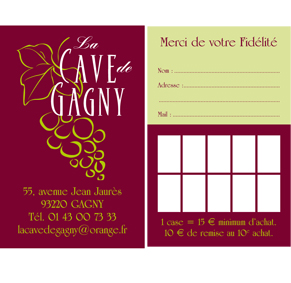 La
CAVE de
GAGNY
55, avenue Jean Jaurès
93220 GAGNY
Tél. 01 43 00 73 33
lacavedegagny@orange.fr
Merci de votre Fidélité
Nom :
Adresse :
Mail :
1 case = 15 € minimum d'achat.
10 € de remise au 10e achat.